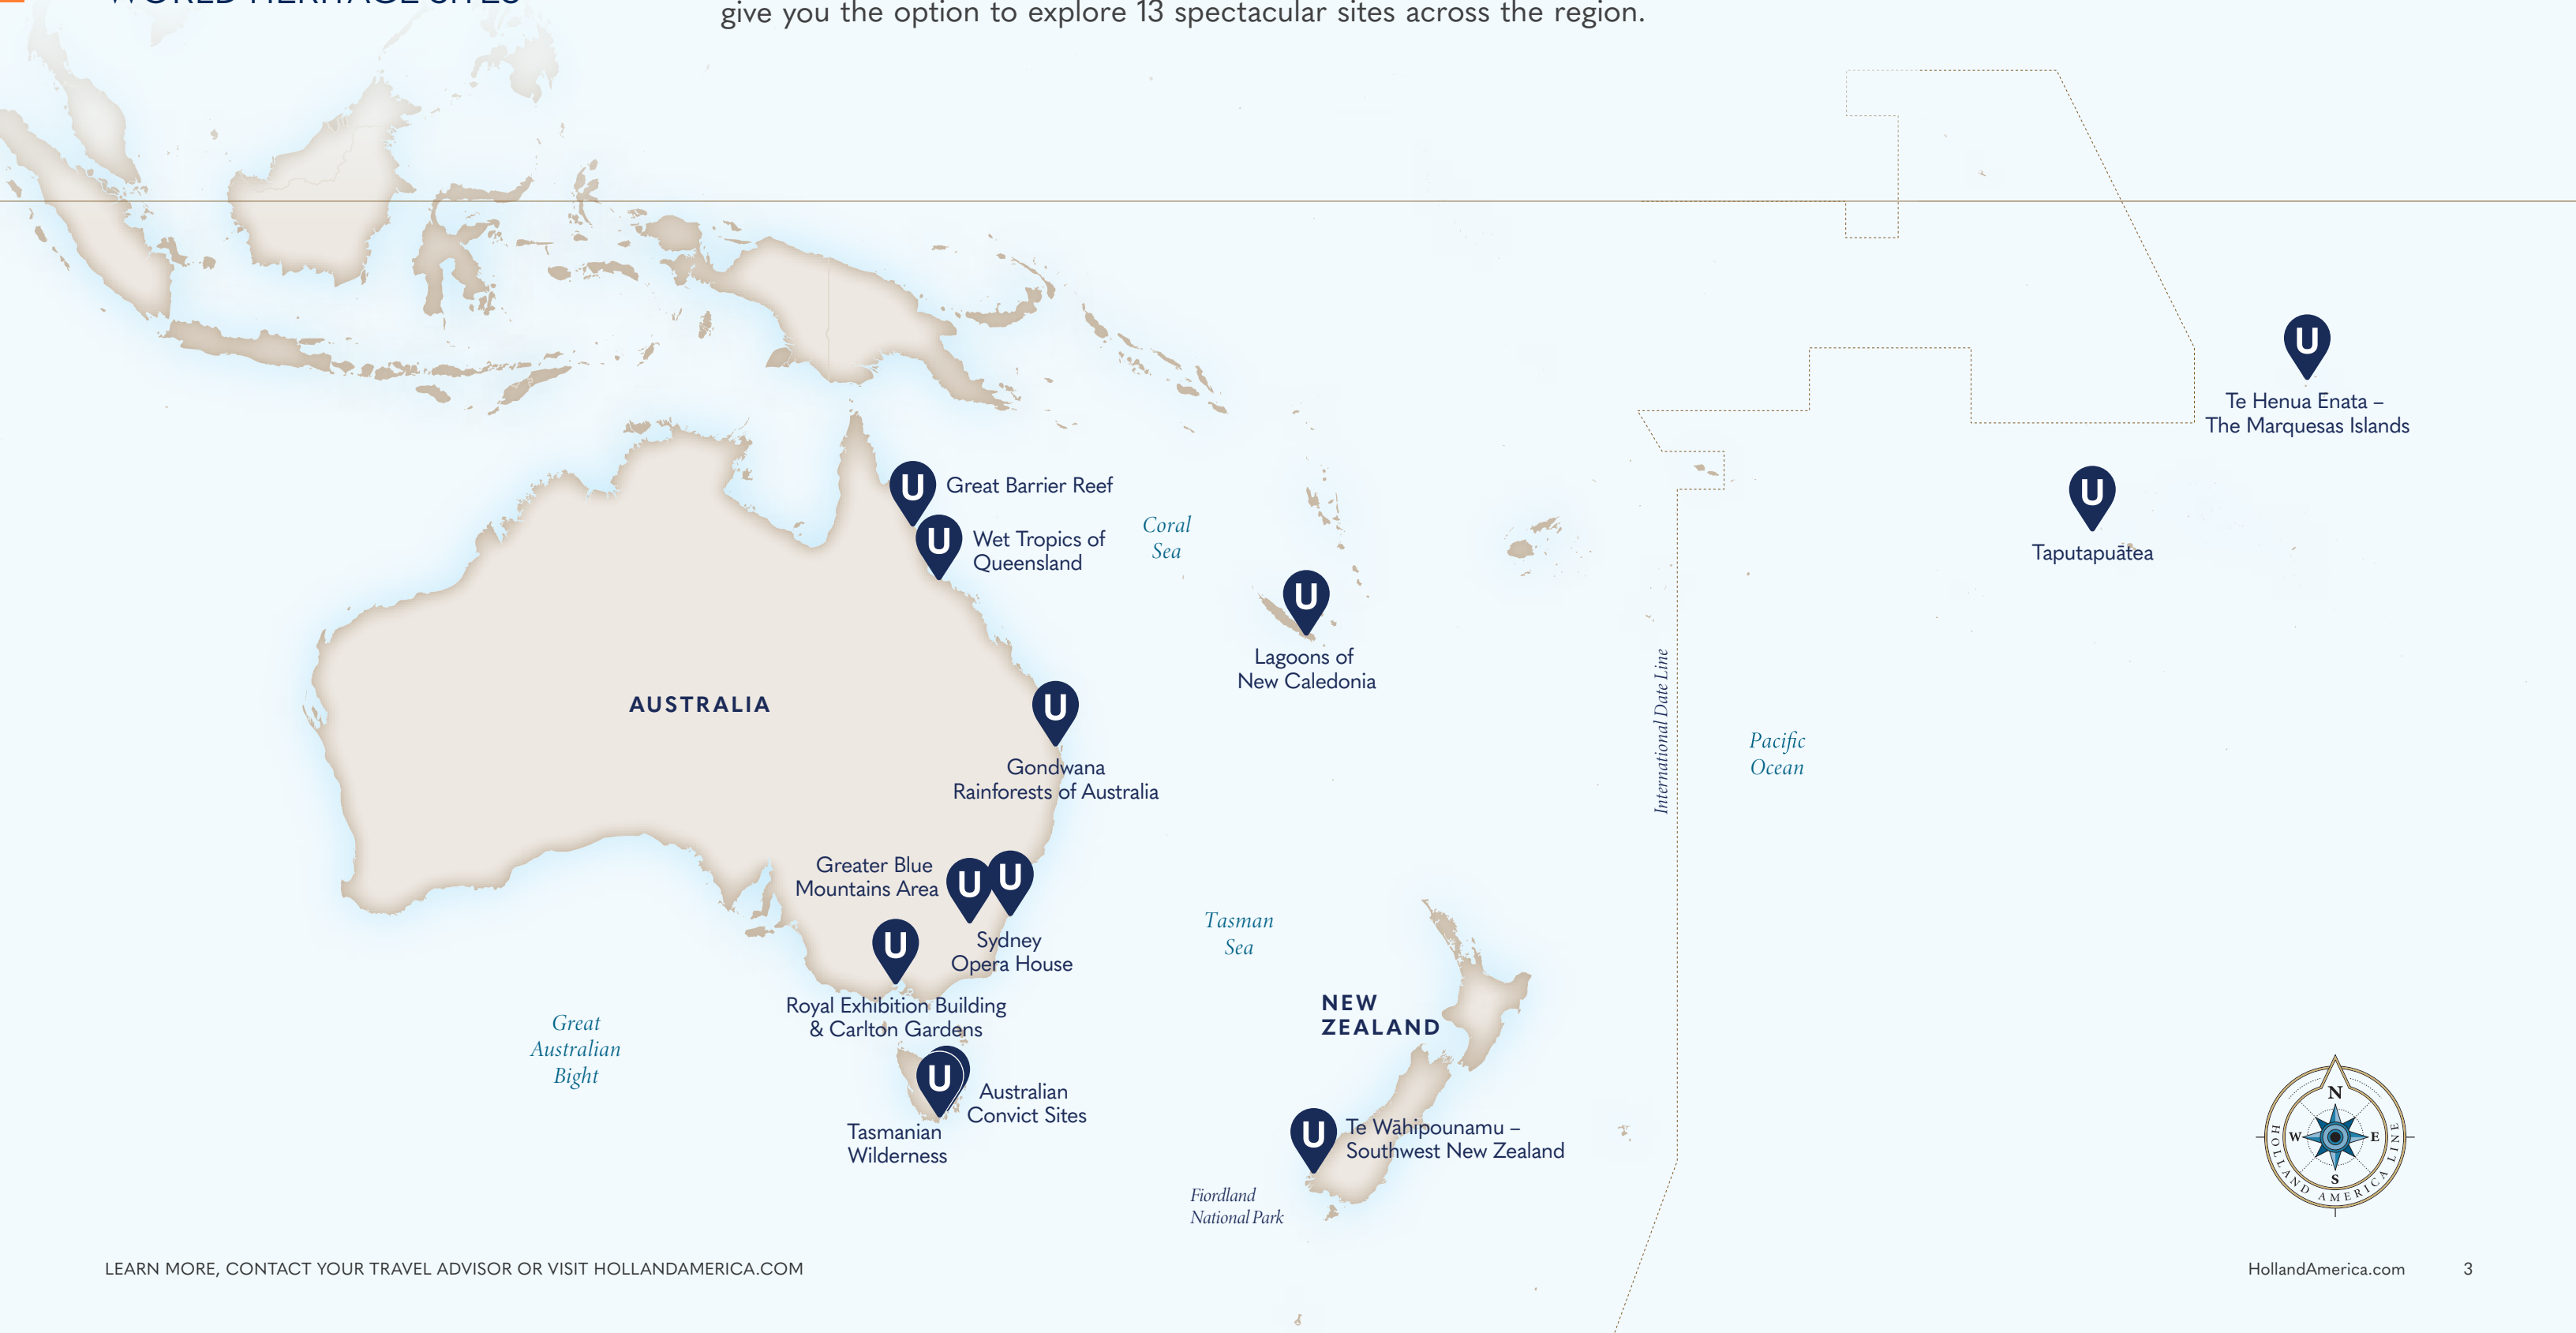 WORLD HERITAGE SITES
give you the option to explore 13 spectacular sites across the region.
U
Te Henua Enata –
The Marquesas Islands
U
Great Barrier Reef
U
Taputapuātea
U
Wet Tropics of
Queensland
Coral
Sea
U
Lagoons of
New Caledonia
International Date Line
AUSTRALIA
U
Gondwana
Rainforests of Australia
Pacific
Ocean
Greater Blue
Mountains Area
U
U
Sydney
Opera House
Tasman
Sea
U
Royal Exhibition Building
& Carlton Gardens
NEW
ZEALAND
Great
Australian
Bight
U
Australian
Convict Sites
Tasmanian
Wilderness
U
Te Wāhipounamu –
Southwest New Zealand
Fiordland
National Park
N
W
E
S
HOLLAND AMERICA LINE
LEARN MORE, CONTACT YOUR TRAVEL ADVISOR OR VISIT HOLLANDAMERICA.COM
HollandAmerica.com
3